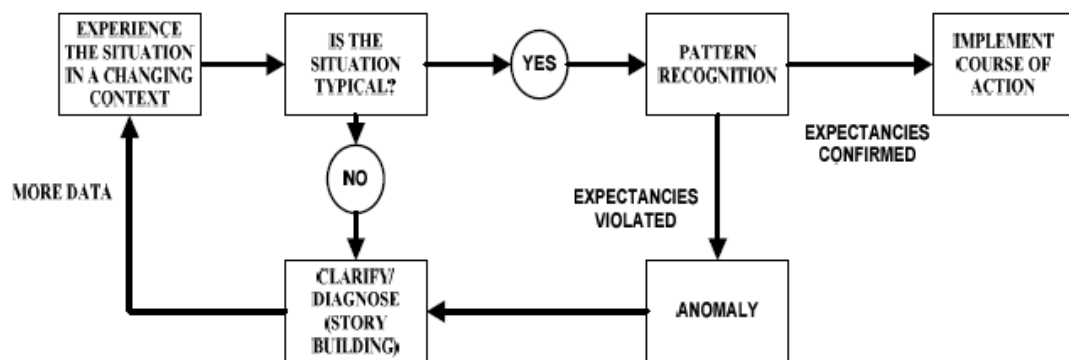 EXPERIENCE
THE SITUATION
IN A CHANGING
CONTEXT
IS THE
SITUATION
TYPICAL?
YES
PATTERN
RECOGNITION
IMPLEMENT
COURSE OF
ACTION
EXPECTANCIES
CONFIRMED
NO
MORE DATA
EXPECTANCIES
VIOLATED
CLARIFY/
DIAGNOSE
(STORY
BUILDING)
ANOMALY